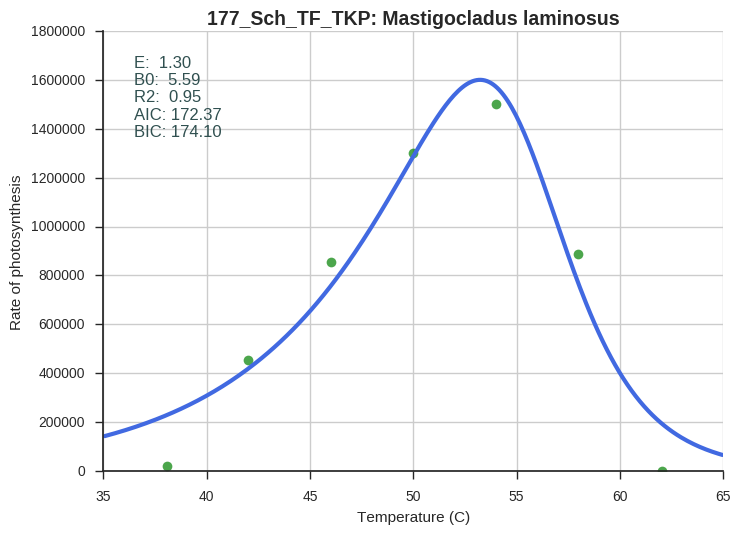 177_Sch_TF_TKP: Mastigocladus laminosus
E:  1.30
B0:  5.59
R2:  0.95
AIC: 172.37
BIC: 174.10
1800000
1600000
1400000
1200000
1000000
800000
600000
400000
200000
0
Rate of photosynthesis
35 40 45 50 55 60 65
Temperature (C)